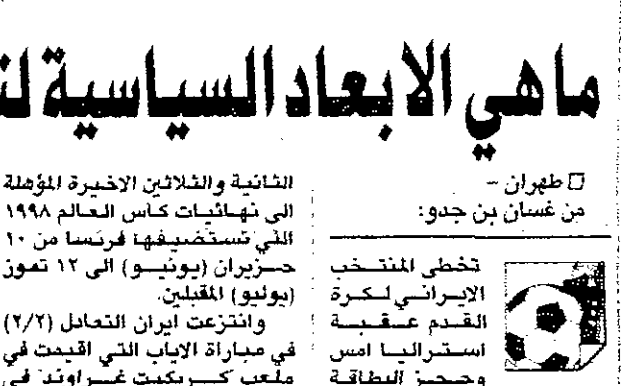 ما هي الابعاد السياسية
طهران –
من غسان بن جدو:
تخطى المنتخب
الايراني لكرة
القدم عقبة
استراليا امس
وحجز البطاقة
الثانية والثلاثين الاخيرة المؤهلة
الى نهائيات كاس العالم ١٩٩٨
التي تستضيفها فرنسا من ١٠
حزيران (يونيو) الى ١٢ تموز
(يوليو) المقبلين.
وانتزعت ايران التعادل (٢/٢)
في مباراة الاياب التي اقيمت في
ملعب كريكيت غراوند في